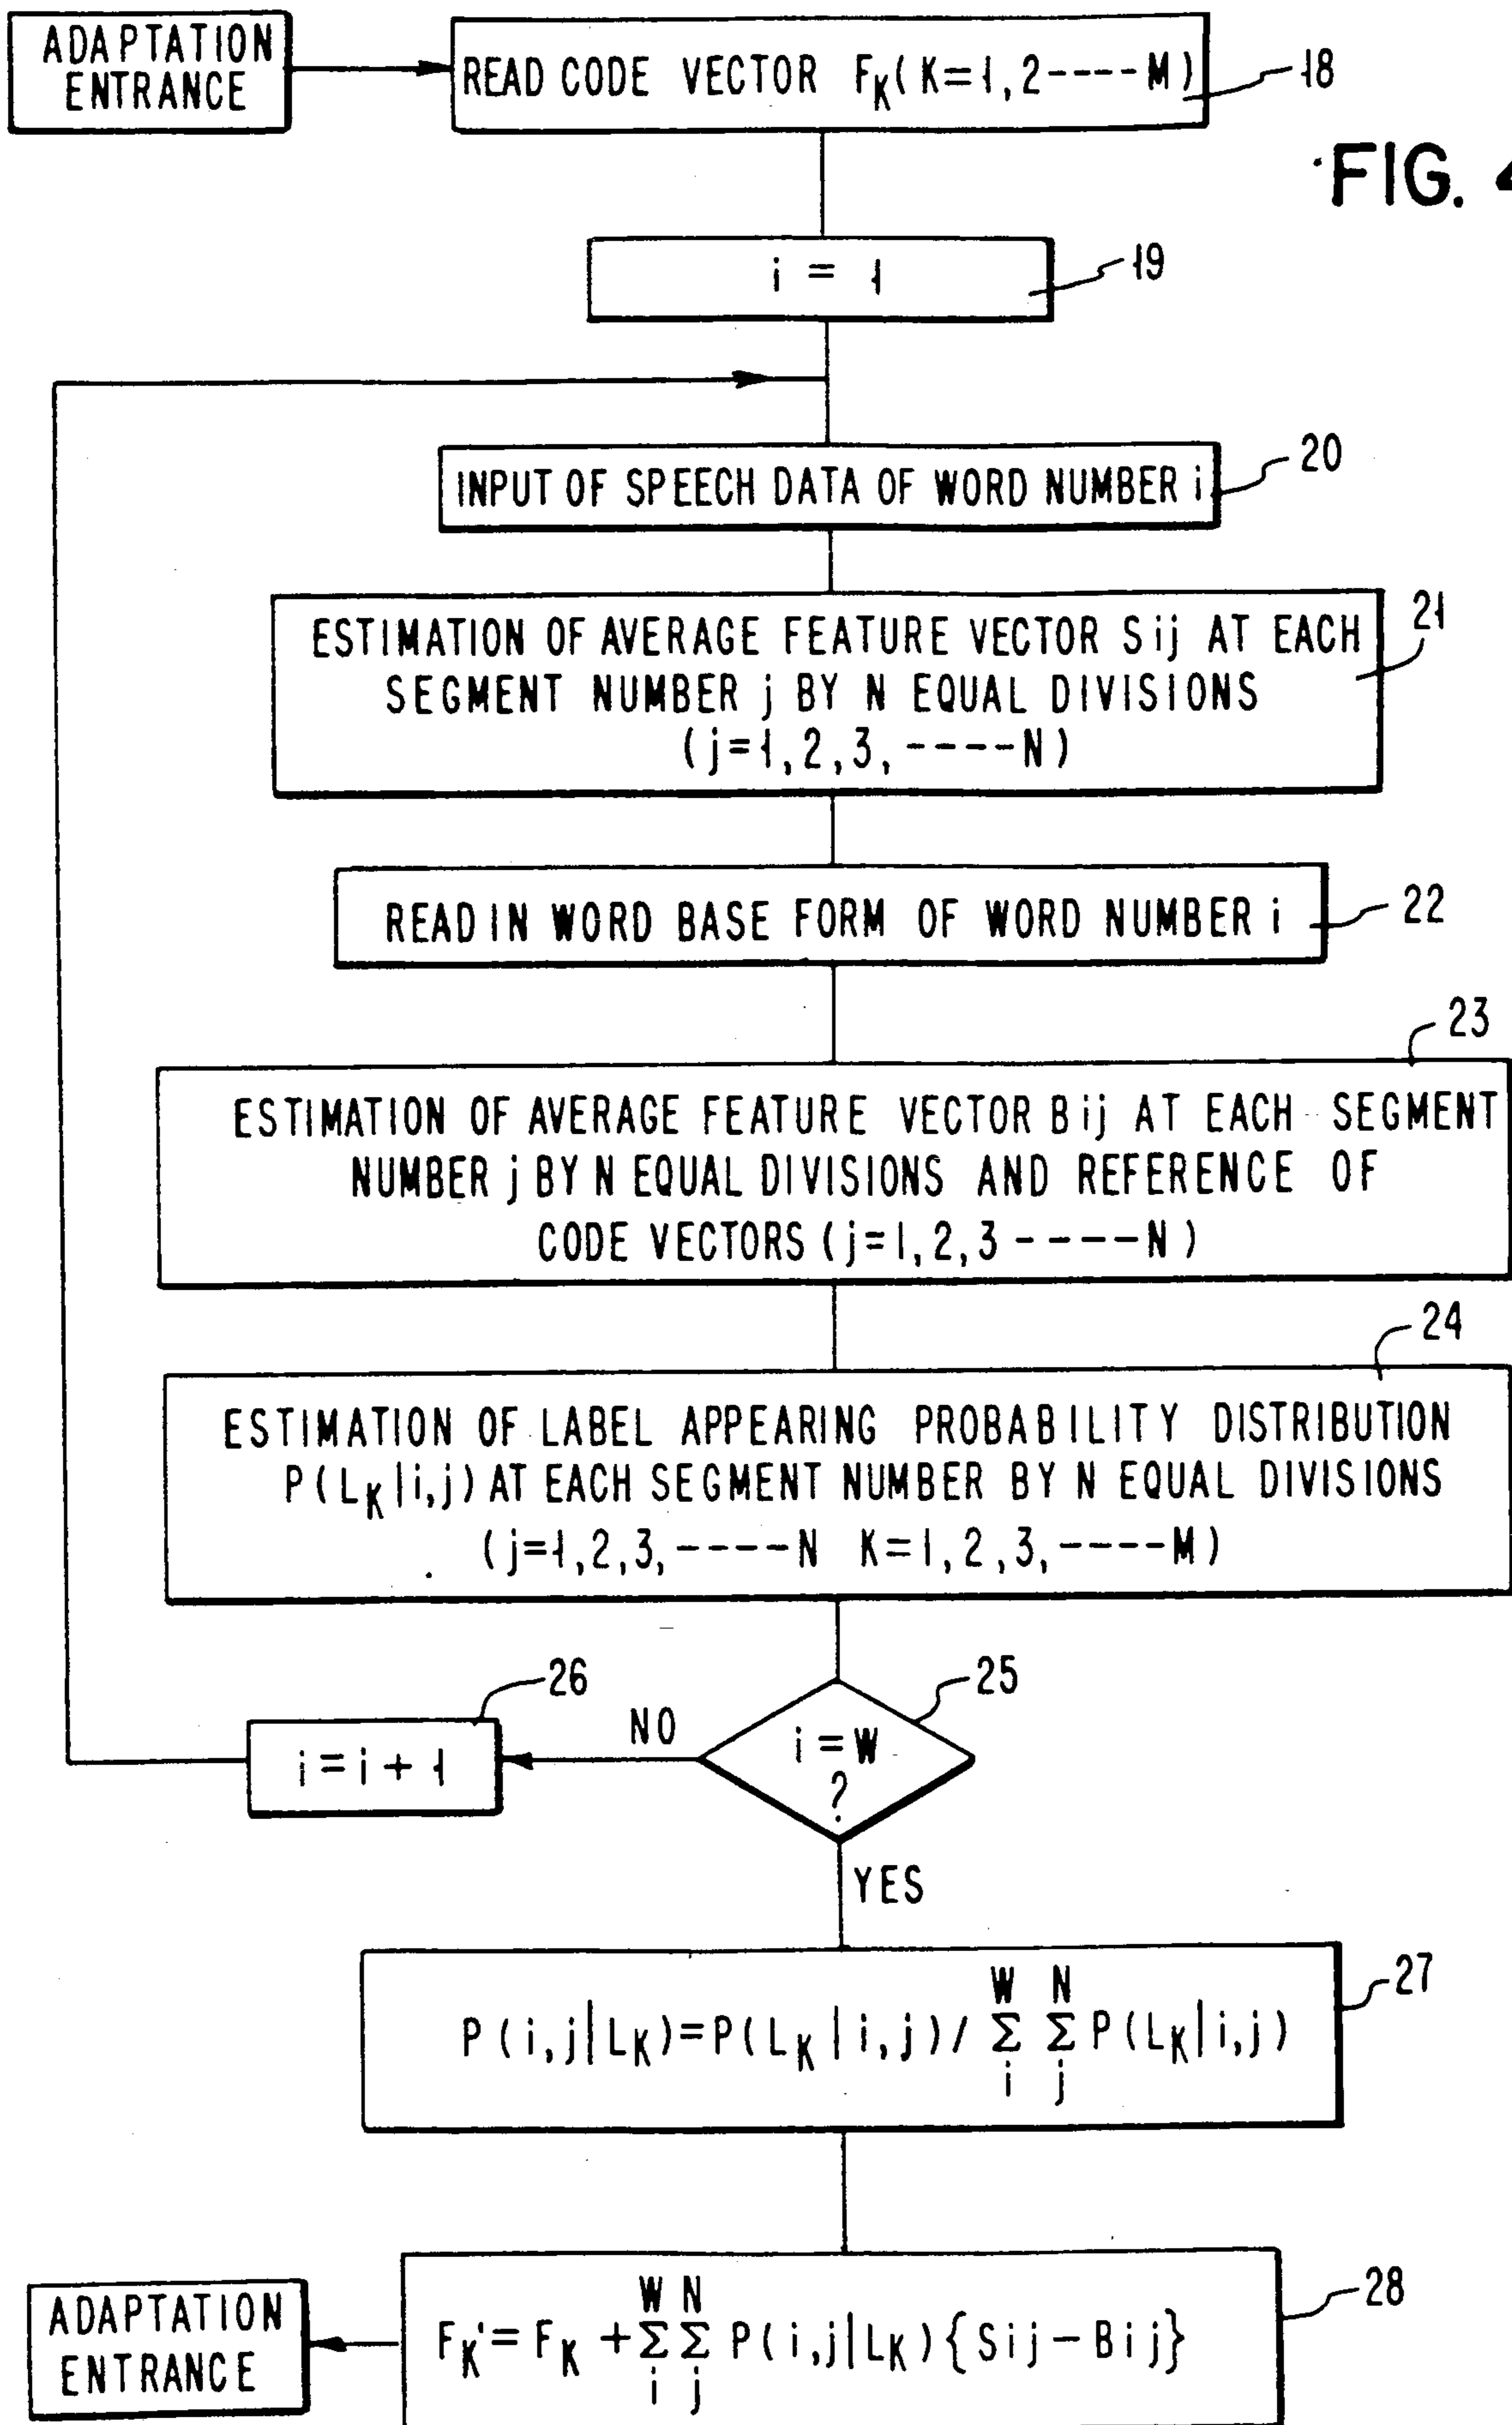 ADAPTATION
ENTRANCE
READ CODE VECTOR F_K (K=1, 2----M)
18
FIG. 4
i = 1
19
INPUT OF SPEECH DATA OF WORD NUMBER i
20
ESTIMATION OF AVERAGE FEATURE VECTOR Sij AT EACH
SEGMENT NUMBER j BY N EQUAL DIVISIONS
(j=1, 2, 3, ----N)
21
READ IN WORD BASE FORM OF WORD NUMBER i
22
23
ESTIMATION OF AVERAGE FEATURE VECTOR Bij AT EACH SEGMENT
NUMBER j BY N EQUAL DIVISIONS AND REFERENCE OF
CODE VECTORS (j=1, 2, 3 ----N)
24
ESTIMATION OF LABEL APPEARING PROBABILITY DISTRIBUTION
P(L_K|i,j) AT EACH SEGMENT NUMBER BY N EQUAL DIVISIONS
(j=1,2,3,----N K=1,2,3,----M)
25
i = W
?
NO
26
i = i + 1
YES
27
P(i,j|L_K)=P(L_K|i,j)/ W Σ i N Σ j P(L_K|i,j)
28
F_K'= F_K + W Σ i N Σ j P(i,j|L_K){Sij-Bij}
ADAPTATION
ENTRANCE